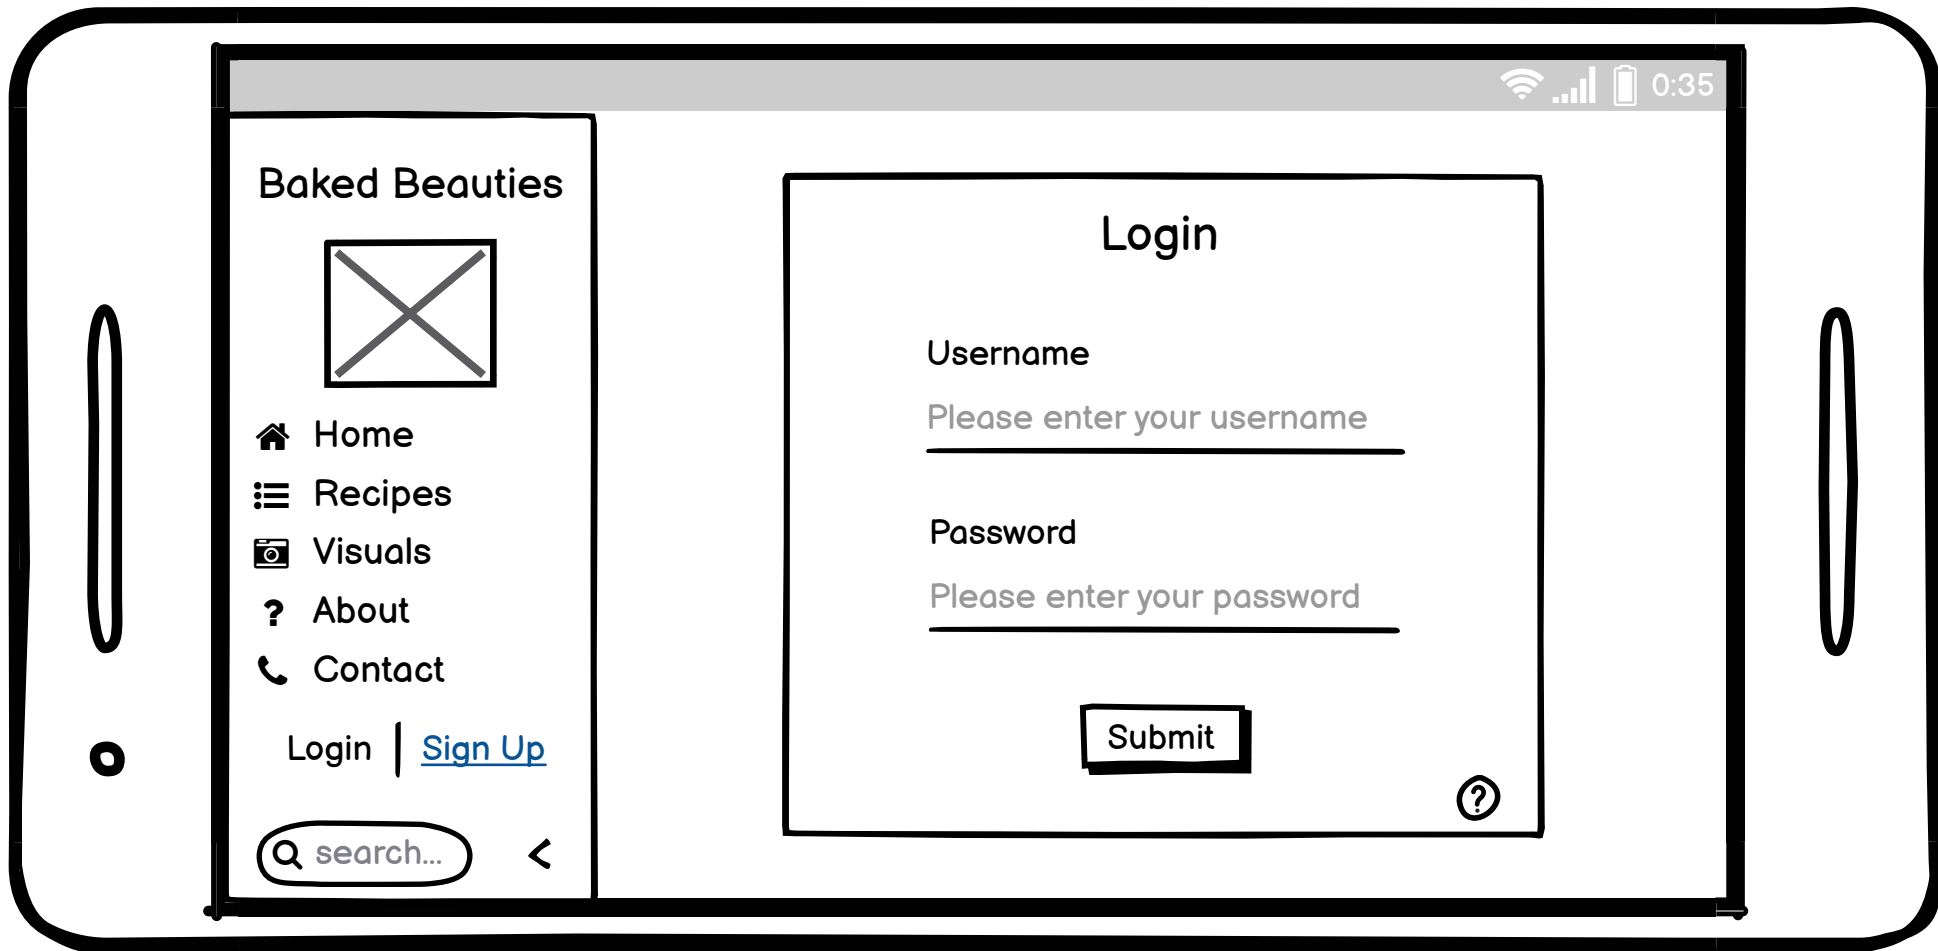 0:35
Baked Beauties
Home
Recipes
? About
Contact
Visuals
Login | Sign Up
search...
<
Login
Username
Please enter your username
Password
Please enter your password
Submit
?